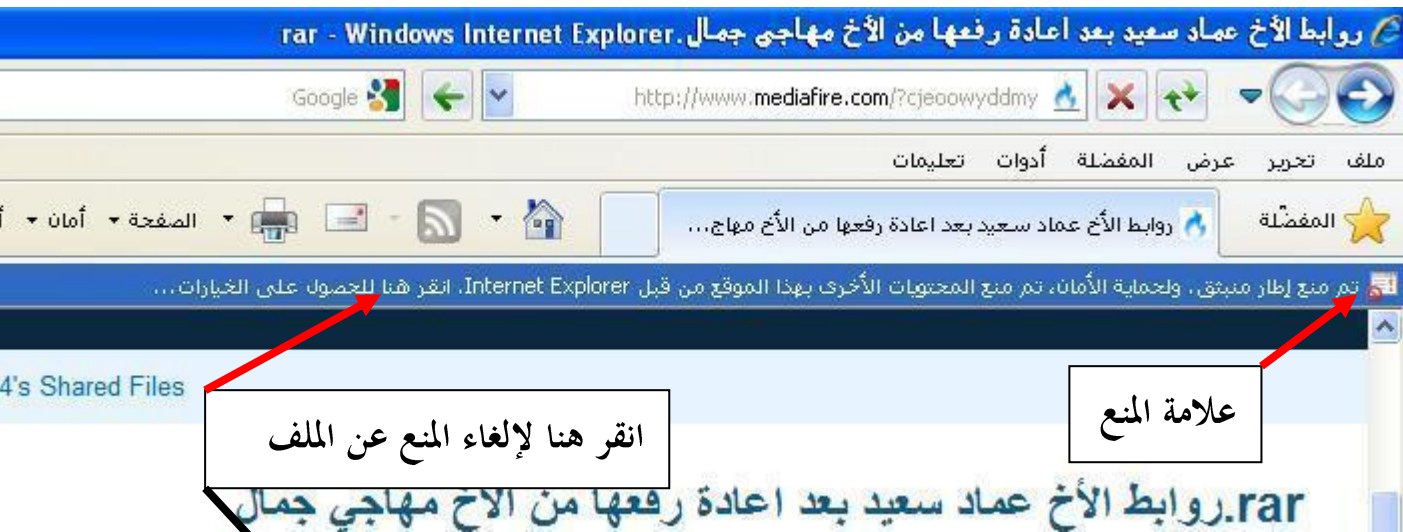 روابط الأخ عماد سعيد بعد اعادة رفعها من الأخ مهاجي جمال.rar - Windows Internet Explorer
http://www.mediafire.com/?cjeoowyddmy
Google
ملف تحرير عرض المفضلة أدوات تعليمات
المفضّلة
روابط الأخ عماد سعيد بعد اعادة رفعها من الأخ مهاج...
الصفحة
أمان
تم منع إطار منبثق. ولحماية الأمان، تم منع المحتويات الأخرى بهذا الموقع من قبل Internet Explorer. انقر هنا للحصول على الخيارات...
4's Shared Files
علامة المنع
انقر هنا لإلغاء المنع عن الملف
روابط الأخ عماد سعيد بعد اعادة رفعها من الأخ مهاجي جمال.rar